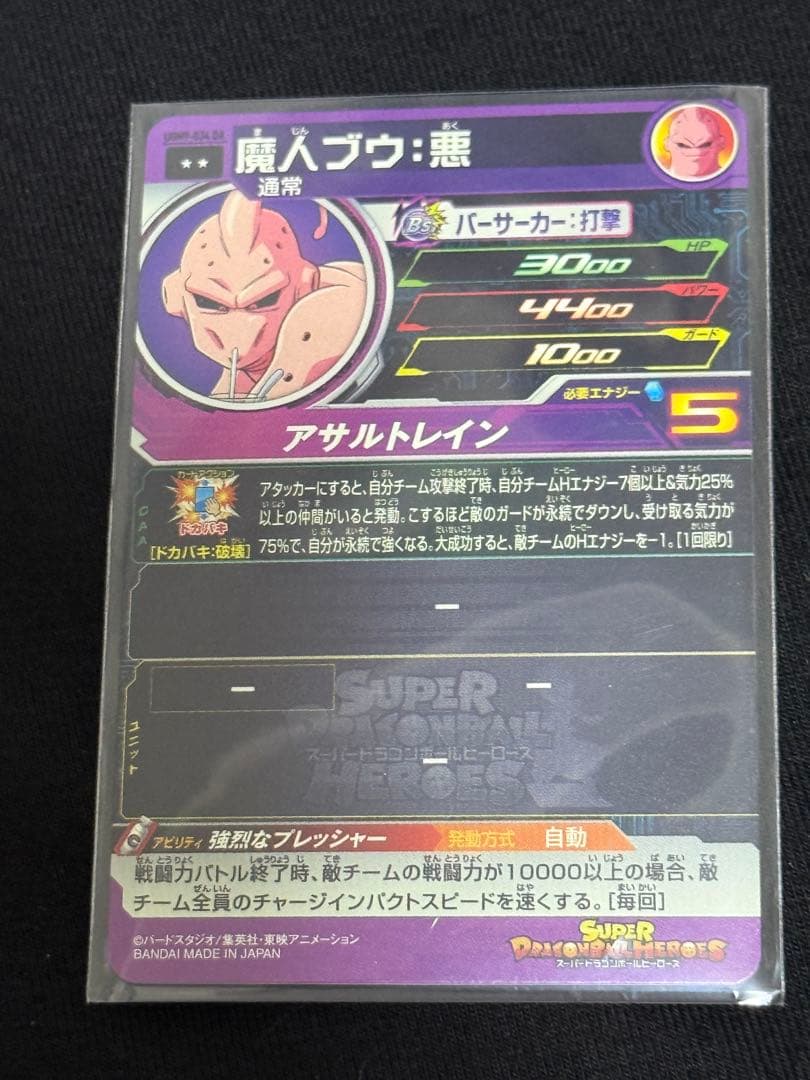 ★★
魔人ブウ:悪
ま じん あく
通常
Bs バーサーカー:打撃
HP
3000
パワー
4400
ガード
1000
必要エナジー 5
アサルトレイン
CAA
カードアクション
ドカバキ
[ドカバキ:破壊]
アタッカーにすると、自分チーム攻撃終了時、自分チームHエナジー7個以上&気力25%
以上の仲間がいると発動。こするほど敵のガードが永続でダウンし、受け取る気力が
75%で、自分が永続で強くなる。大成功すると、敵チームのHエナジーを-1。[1回限り]
ー
ユニット
ー ー
ー
SUPER
DRAGONBALL
スーパードラゴンボールヒーローズ
HEROES
アビリティ 強烈なプレッシャー 発動方式 自動
戦闘力バトル終了時、敵チームの戦闘力が10000以上の場合、敵
チーム全員のチャージインパクトスピードを速くする。[毎回]
©バードスタジオ/集英社・東映アニメーション
BANDAI MADE IN JAPAN
SUPER
DRAGONBALL HEROES
スーパードラゴンボールヒーローズ